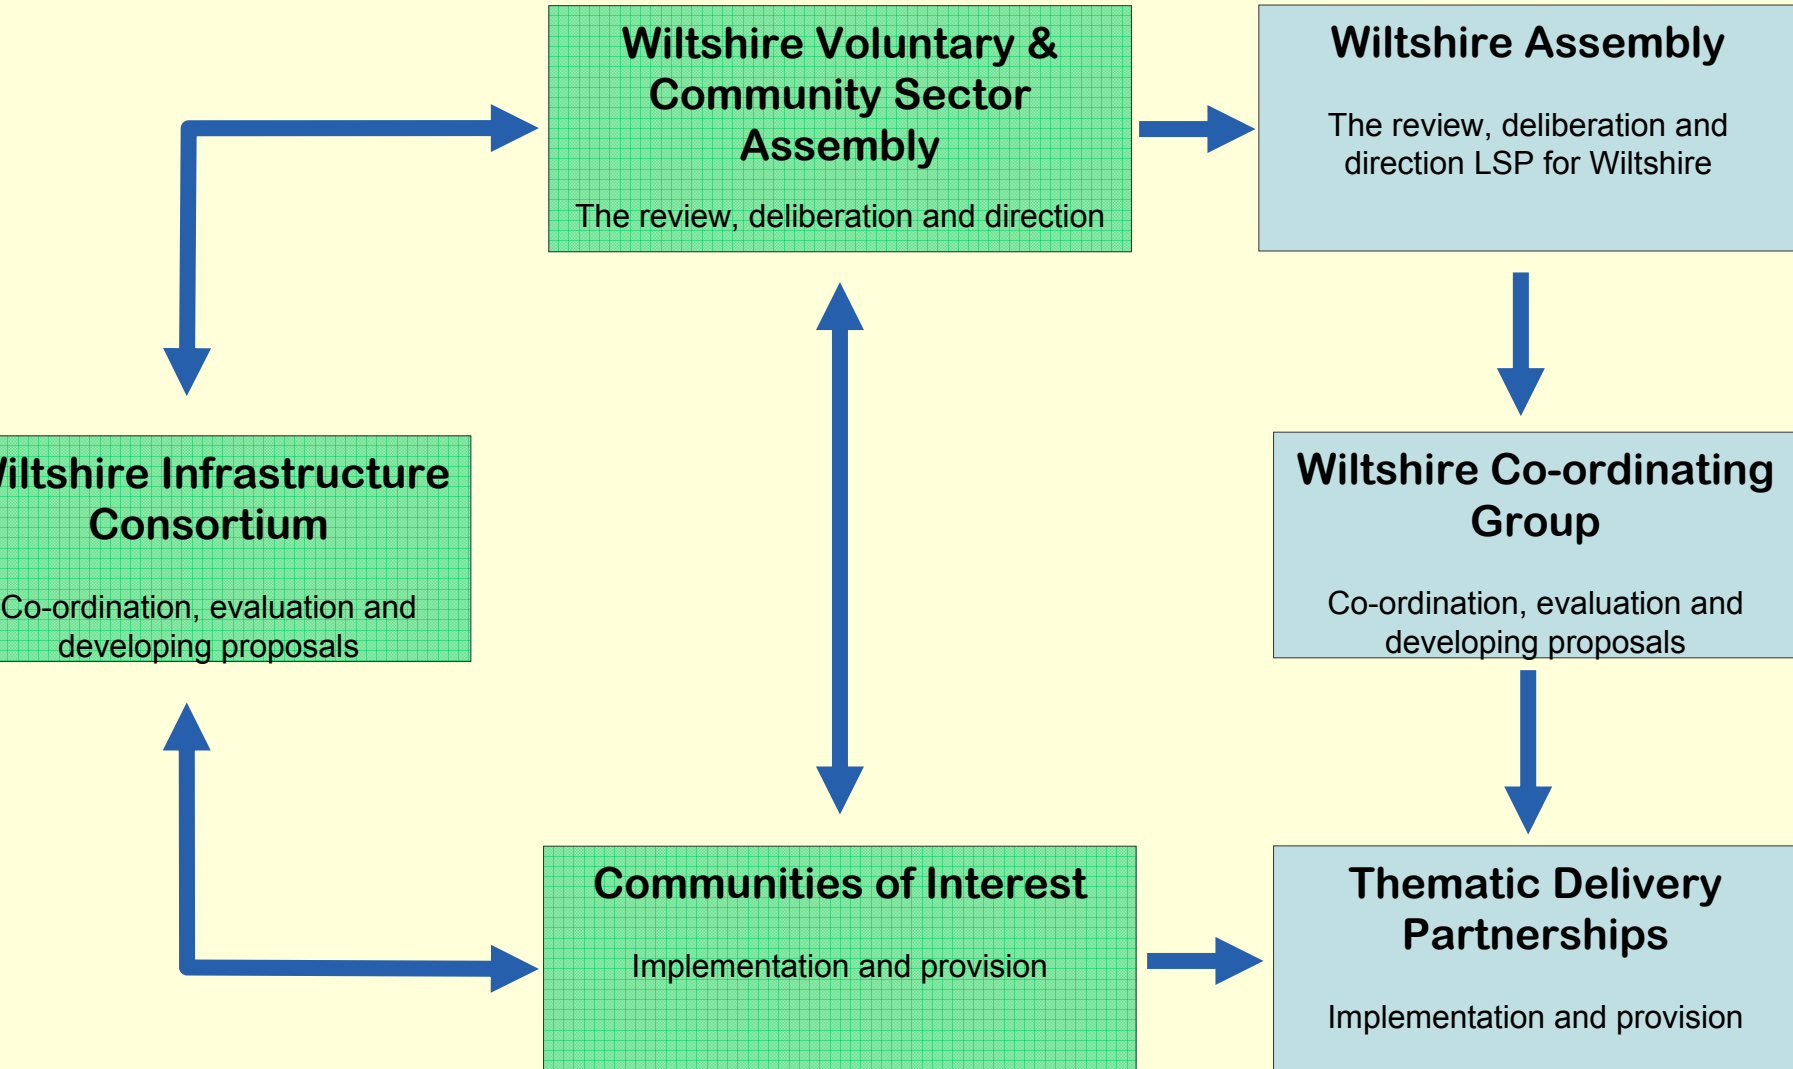 Wiltshire Voluntary &
Community Sector
Assembly
The review, deliberation and direction
Wiltshire Assembly
The review, deliberation and
direction LSP for Wiltshire
Wiltshire Infrastructure
Consortium
Co-ordination, evaluation and
developing proposals
Wiltshire Co-ordinating
Group
Co-ordination, evaluation and
developing proposals
Communities of Interest
Implementation and provision
Thematic Delivery
Partnerships
Implementation and provision